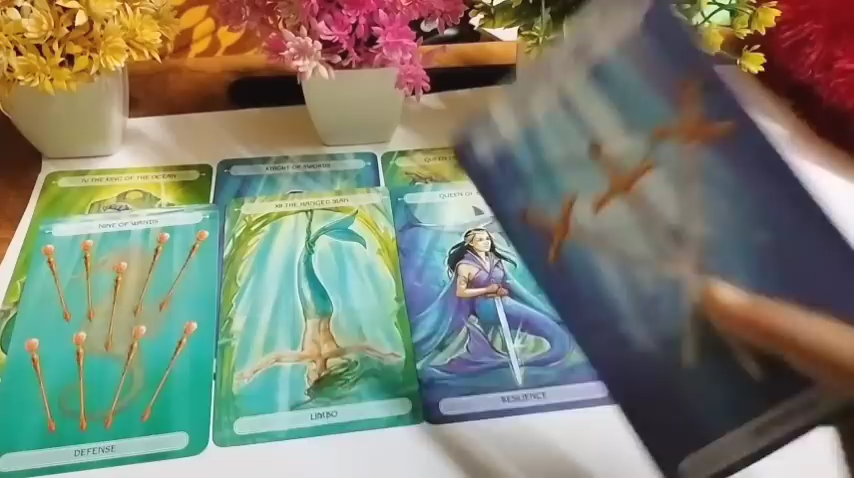 IV THE KING OF THE OCEAN
KNIGHT OF SWORDS
QUEEN
NINE OF WANDS
XII THE HANGED MAN
QUEEN OF
DEFENSE
LIMBO
RESILIENCE